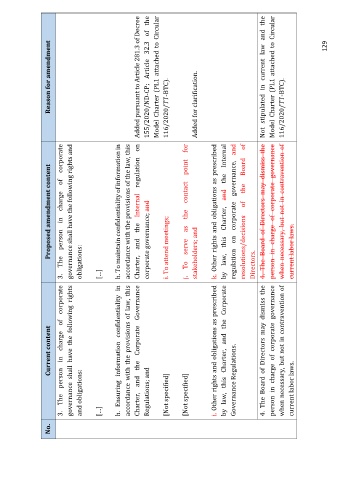 No.
Current content
Proposed amendment content
Reason for amendment
3. The person in charge of corporate
governance shall have the following rights
and obligations:
[...]
h. Ensuring information confidentiality in
accordance with the provisions of law, this
Charter, and the Corporate Governance
Regulations; and
[Not specified]
[Not specified]
i. Other rights and obligations as prescribed
by law, this Charter, and the Corporate
Governance Regulations.
3. The person in charge of corporate
governance shall have the following rights and
obligations:
[...]
h. To maintain confidentiality of information in
accordance with the provisions of the law, this
Charter, and the Internal regulation on
corporate governance; and
i. To attend meetings;
j. To serve as the contact point for
stakeholders; and
k. Other rights and obligations as prescribed
by law, this Charter, and the Internal
regulation on corporate governance, and
resolutions/decisions of the Board of
Directors.
Added pursuant to Article 281.3 of Decree
155/2020/NĐ-CP; Article 32.3 of the
Model Charter (PL1 attached to Circular
116/2020/TT-BTC).
Added for clarification.
4. The Board of Directors may dismiss the
person in charge of corporate governance
when necessary, but not in contravention of
current labor laws.
4. The Board of Directors may dismiss the
person in charge of corporate governance
when necessary, but not in contravention of
current labor laws.
Not stipulated in current law and the
Model Charter (PL1 attached to Circular
116/2020/TT-BTC).
129